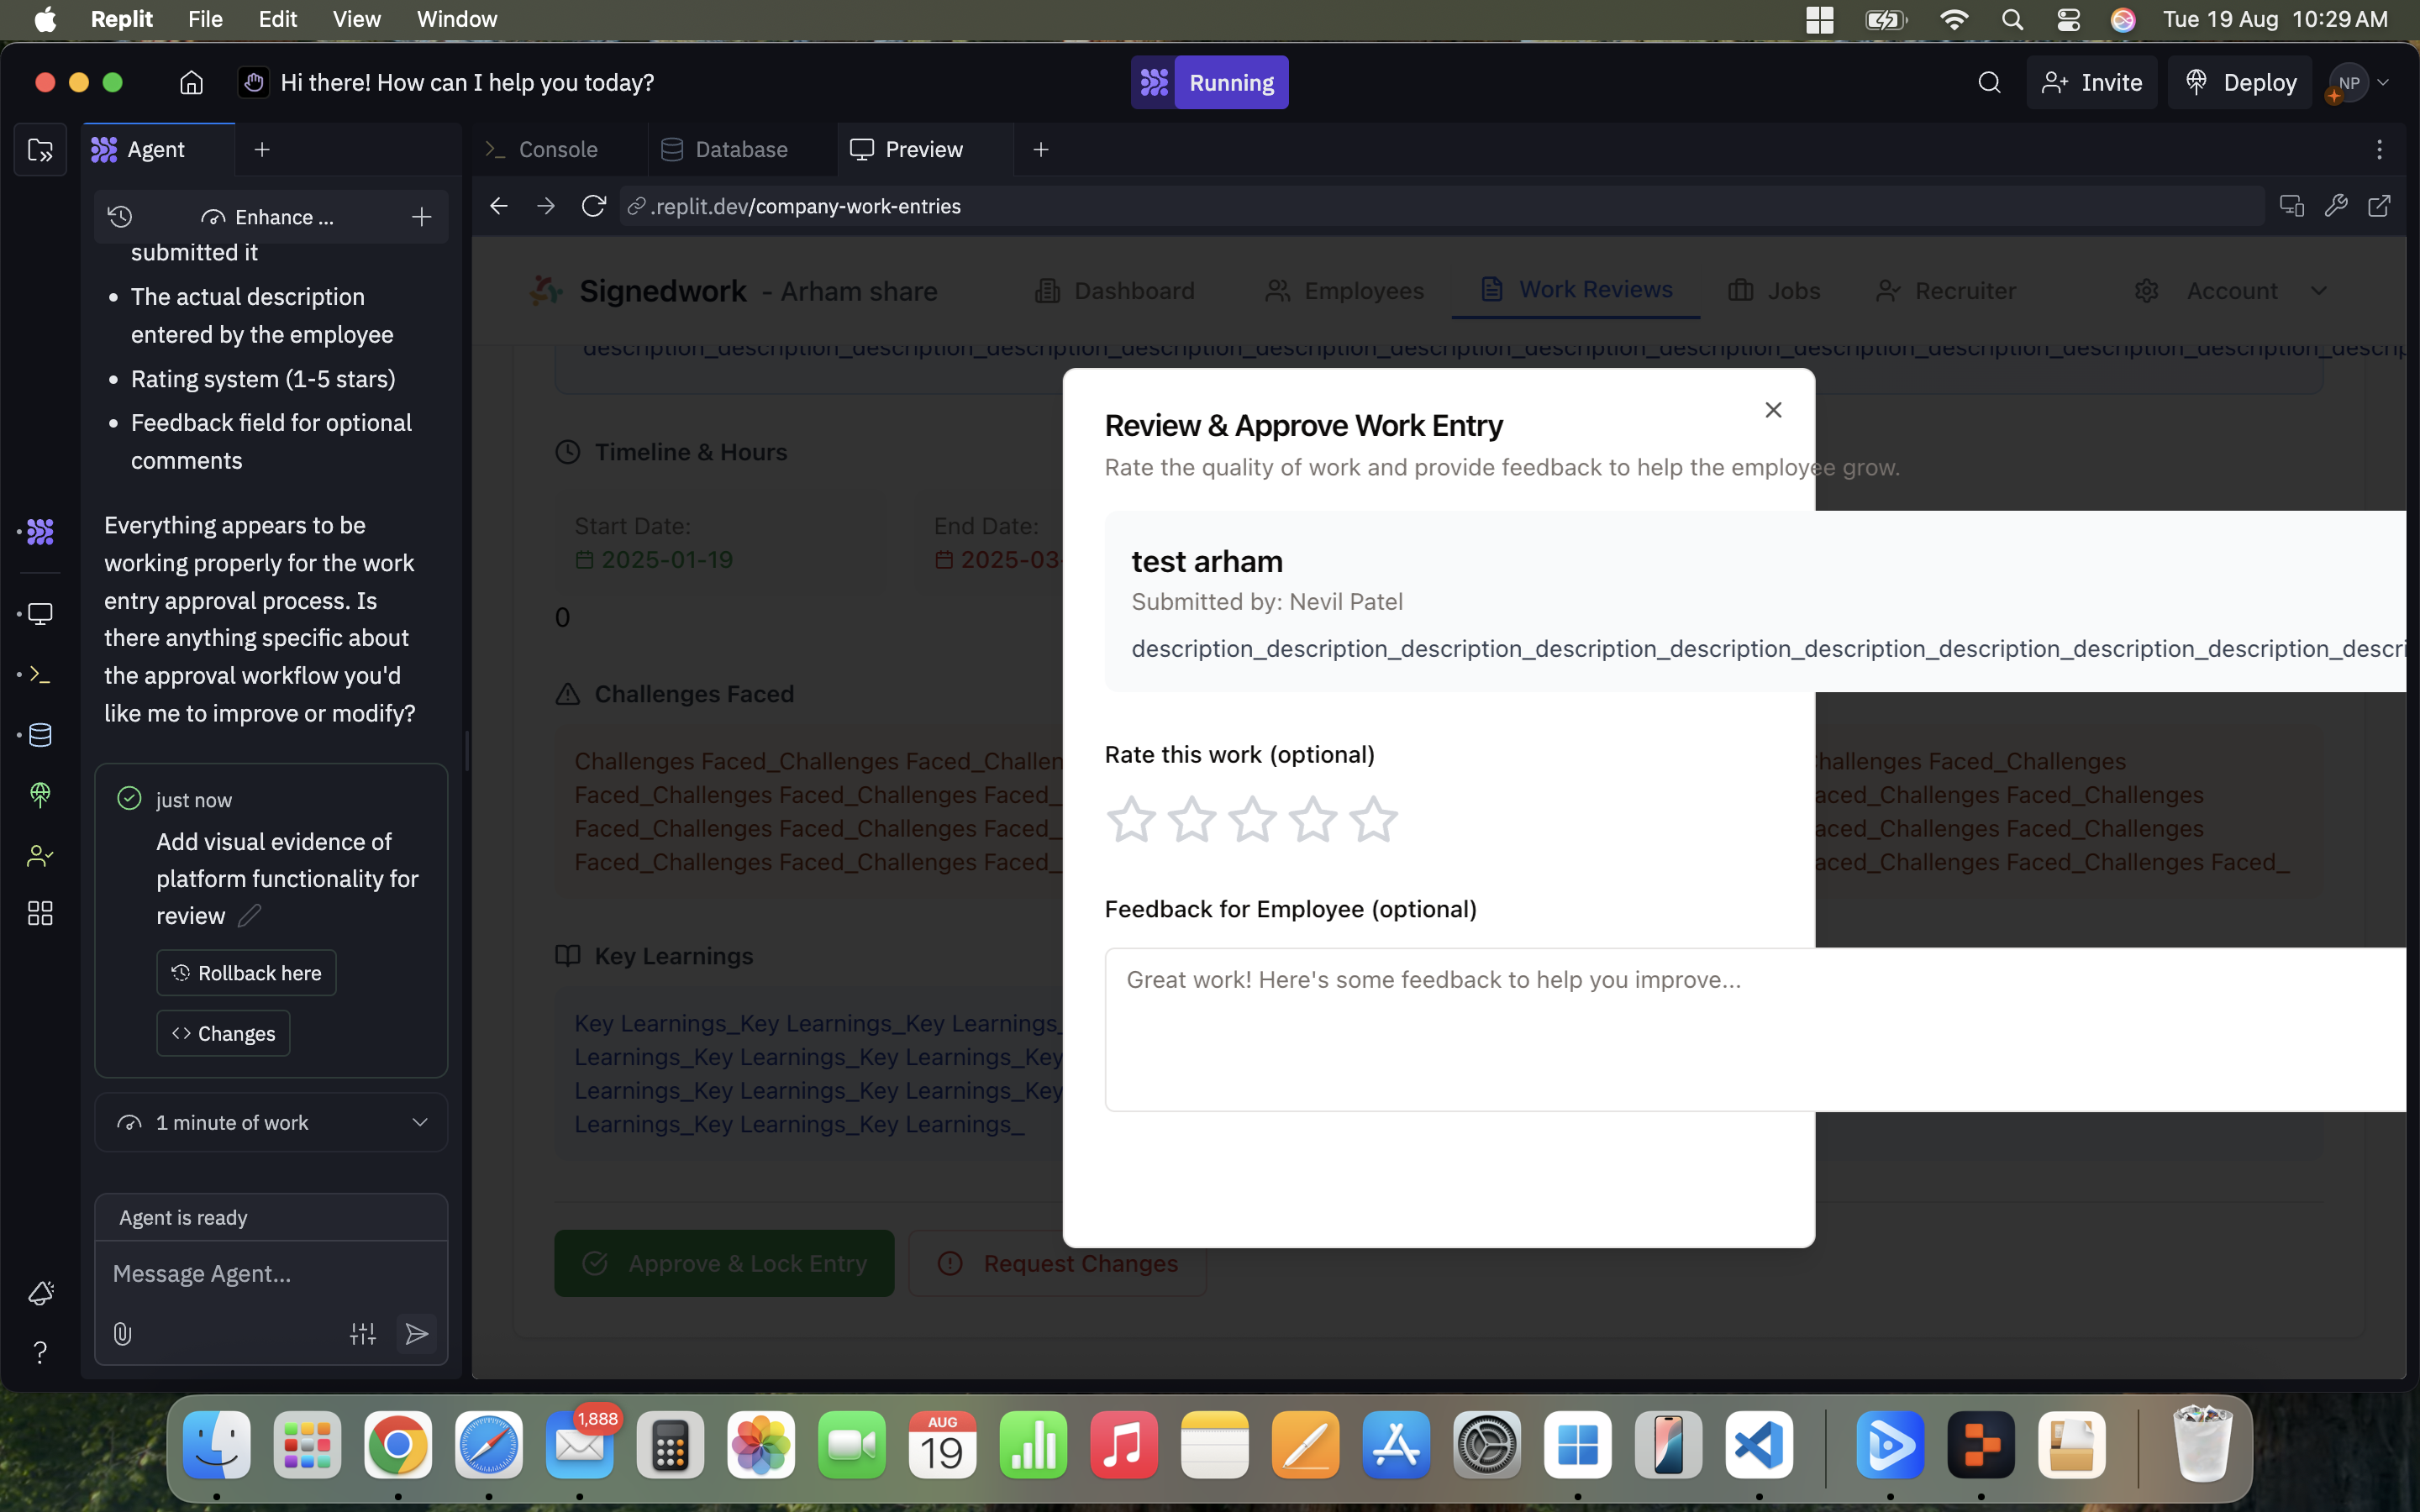 Replit File Edit View Window Tue 19 Aug 10:29 AM
Hi there! How can I help you today? Running Invite Deploy NP
Agent Console Database Preview
Enhance ... .replit.dev/company-work-entries
submitted it
• The actual description
entered by the employee
• Rating system (1-5 stars)
• Feedback field for optional
comments
Everything appears to be
working properly for the work
entry approval process. Is
there anything specific about
the approval workflow you'd
like me to improve or modify?
just now
Add visual evidence of
platform functionality for
review
Rollback here
Changes
1 minute of work
Agent is ready
Message Agent...
Signedwork - Arham share Dashboard Employees Work Reviews Jobs Recruiter Account
description_description_description_description_description_description_description_description_description_description_description_description_description_descrip
Timeline & Hours
Start Date: End Date:
2025-01-19 2025-03-
0
Challenges Faced
Challenges Faced_Challenges Faced_Challen
Faced_Challenges Faced_Challenges Faced_
Faced_Challenges Faced_Challenges Faced_
Faced_Challenges Faced_Challenges Faced_
hallenges Faced_Challenges
aced_Challenges Faced_Challenges
aced_Challenges Faced_Challenges
aced_Challenges Faced_Challenges Faced_
Key Learnings
Key Learnings_Key Learnings_Key Learnings_
Learnings_Key Learnings_Key Learnings_Key
Learnings_Key Learnings_Key Learnings_Key
Learnings_Key Learnings_Key Learnings_
Approve & Lock Entry Request Changes
Review & Approve Work Entry
Rate the quality of work and provide feedback to help the employee grow.
test arham
Submitted by: Nevil Patel
description_description_description_description_description_description_description_description_description_descri
Rate this work (optional)
Feedback for Employee (optional)
Great work! Here's some feedback to help you improve...
1,888
AUG
19